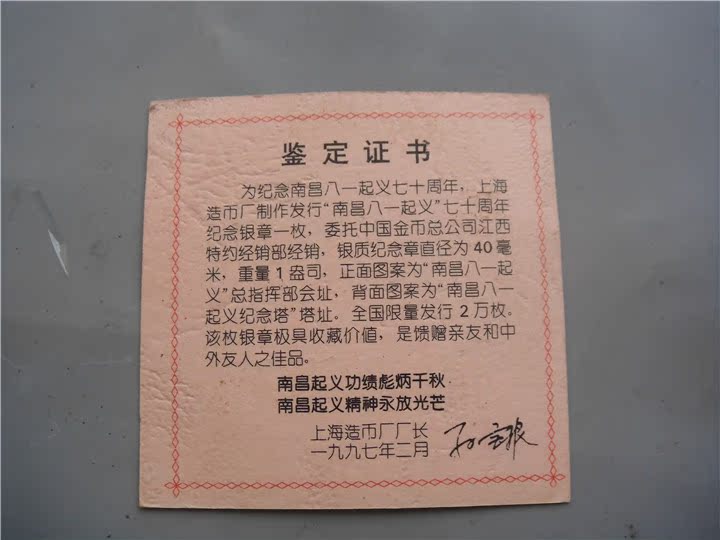 鉴定证书
为纪念南昌八一起义七十周年，上海
造币厂制作发行“南昌八一起义”七十周年
纪念银章一枚，委托中国金币总公司江西
特约经销部经销，银质纪念章直径为40毫
米，重量1盎司，正面图案为“南昌八一起
义”总指挥部会址，背面图案为“南昌八一
起义纪念塔”塔址。全国限量发行2万枚。
该枚银章极具收藏价值，是馈赠亲友和中
外友人之佳品。
南昌起义功绩彪炳千秋
南昌起义精神永放光芒
上海造币厂厂长
一九九七年二月